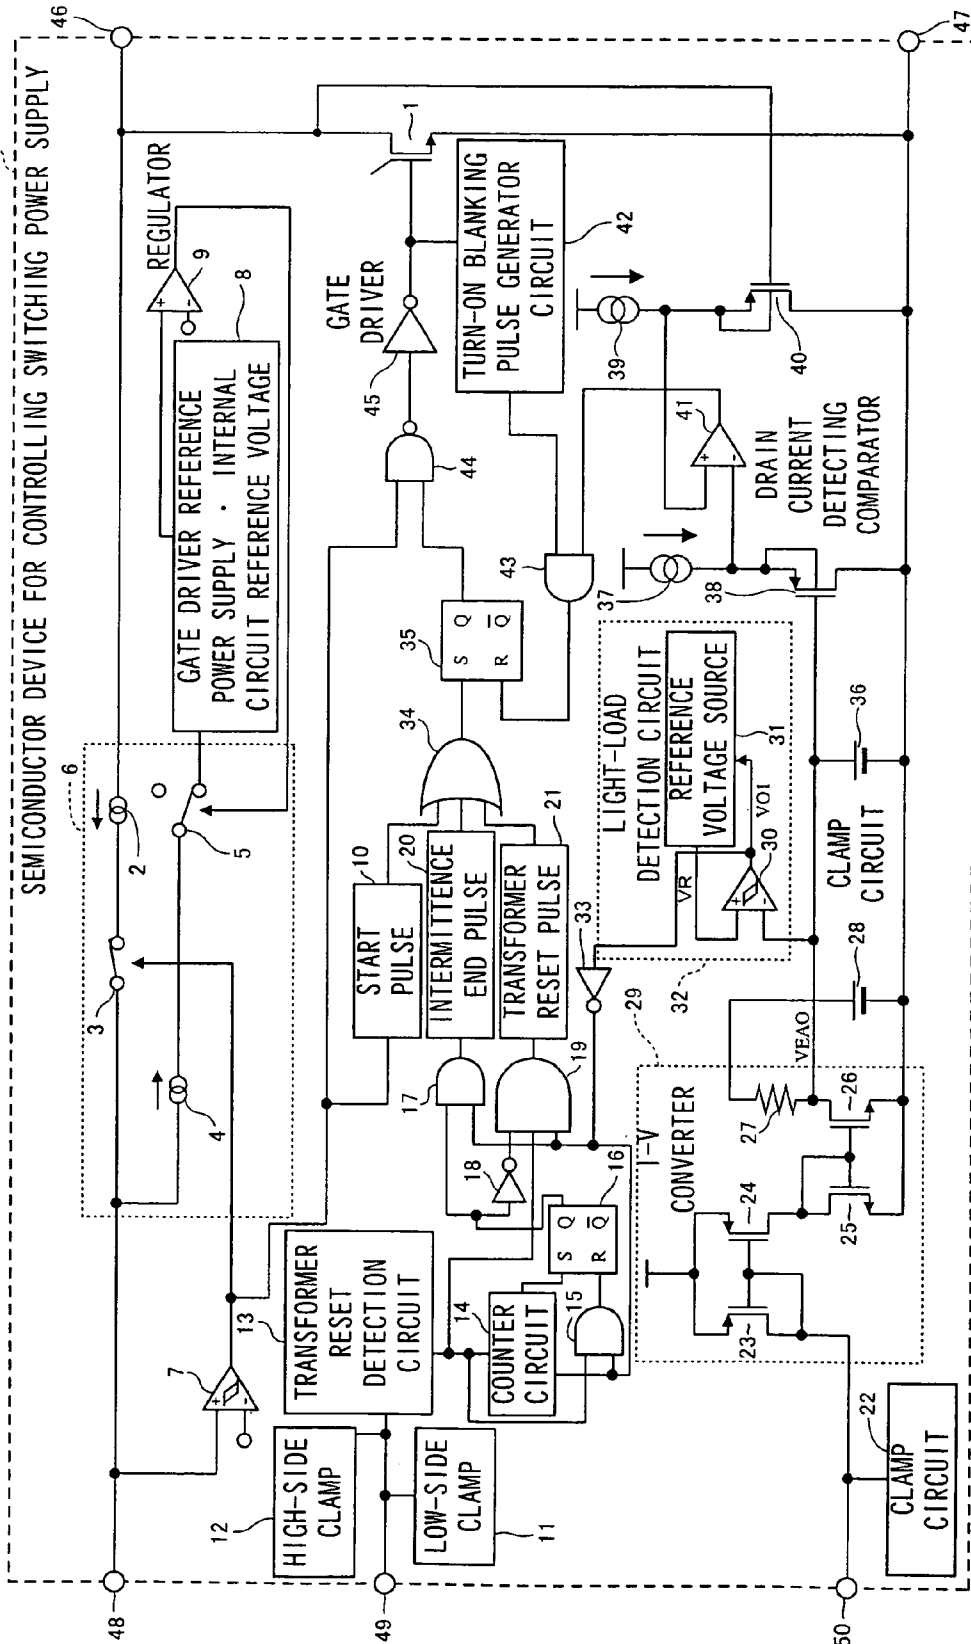 SEMICONDUCTOR DEVICE FOR CONTROLLING SWITCHING POWER SUPPLY
46
47
48
49
50
6
3
2
4
5
7
REGULATOR
9
8
GATE DRIVER REFERENCE
POWER SUPPLY · INTERNAL
CIRCUIT REFERENCE VOLTAGE
+
-
+
-
1
GATE
DRIVER
45
44
TURN-ON BLANKING
PULSE GENERATOR
CIRCUIT
42
12
HIGH-SIDE
CLAMP
LOW-SIDE
CLAMP
11
13
TRANSFORMER
RESET
DETECTION
CIRCUIT
14
COUNTER
CIRCUIT
15
16
S Q
R Q
17
18
19
10
START
PULSE
20
INTERMITTENCE
END PULSE
TRANSFORMER
RESET PULSE
21
34
35
S Q
R Q
43
33
LIGHT-LOAD
DETECTION CIRCUIT
REFERENCE
VOLTAGE SOURCE
31
VR
VO1
30
+
-
32
37
38
39
40
41
+
-
DRAIN
CURRENT
DETECTING
COMPARATOR
36
CLAMP
CIRCUIT
28
29
VEAO
I-V
CONVERTER
23
24
25
26
27
22
CLAMP
CIRCUIT